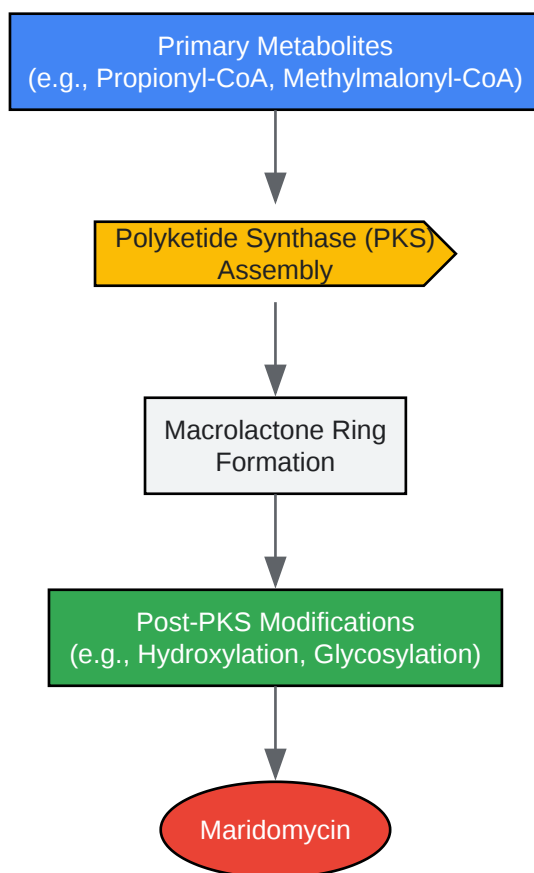 Primary Metabolites
(e.g., Propionyl-CoA, Methylmalonyl-CoA)
Polyketide Synthase (PKS)
Assembly
Macrolactone Ring
Formation
Post-PKS Modifications
(e.g., Hydroxylation, Glycosylation)
Maridomycin